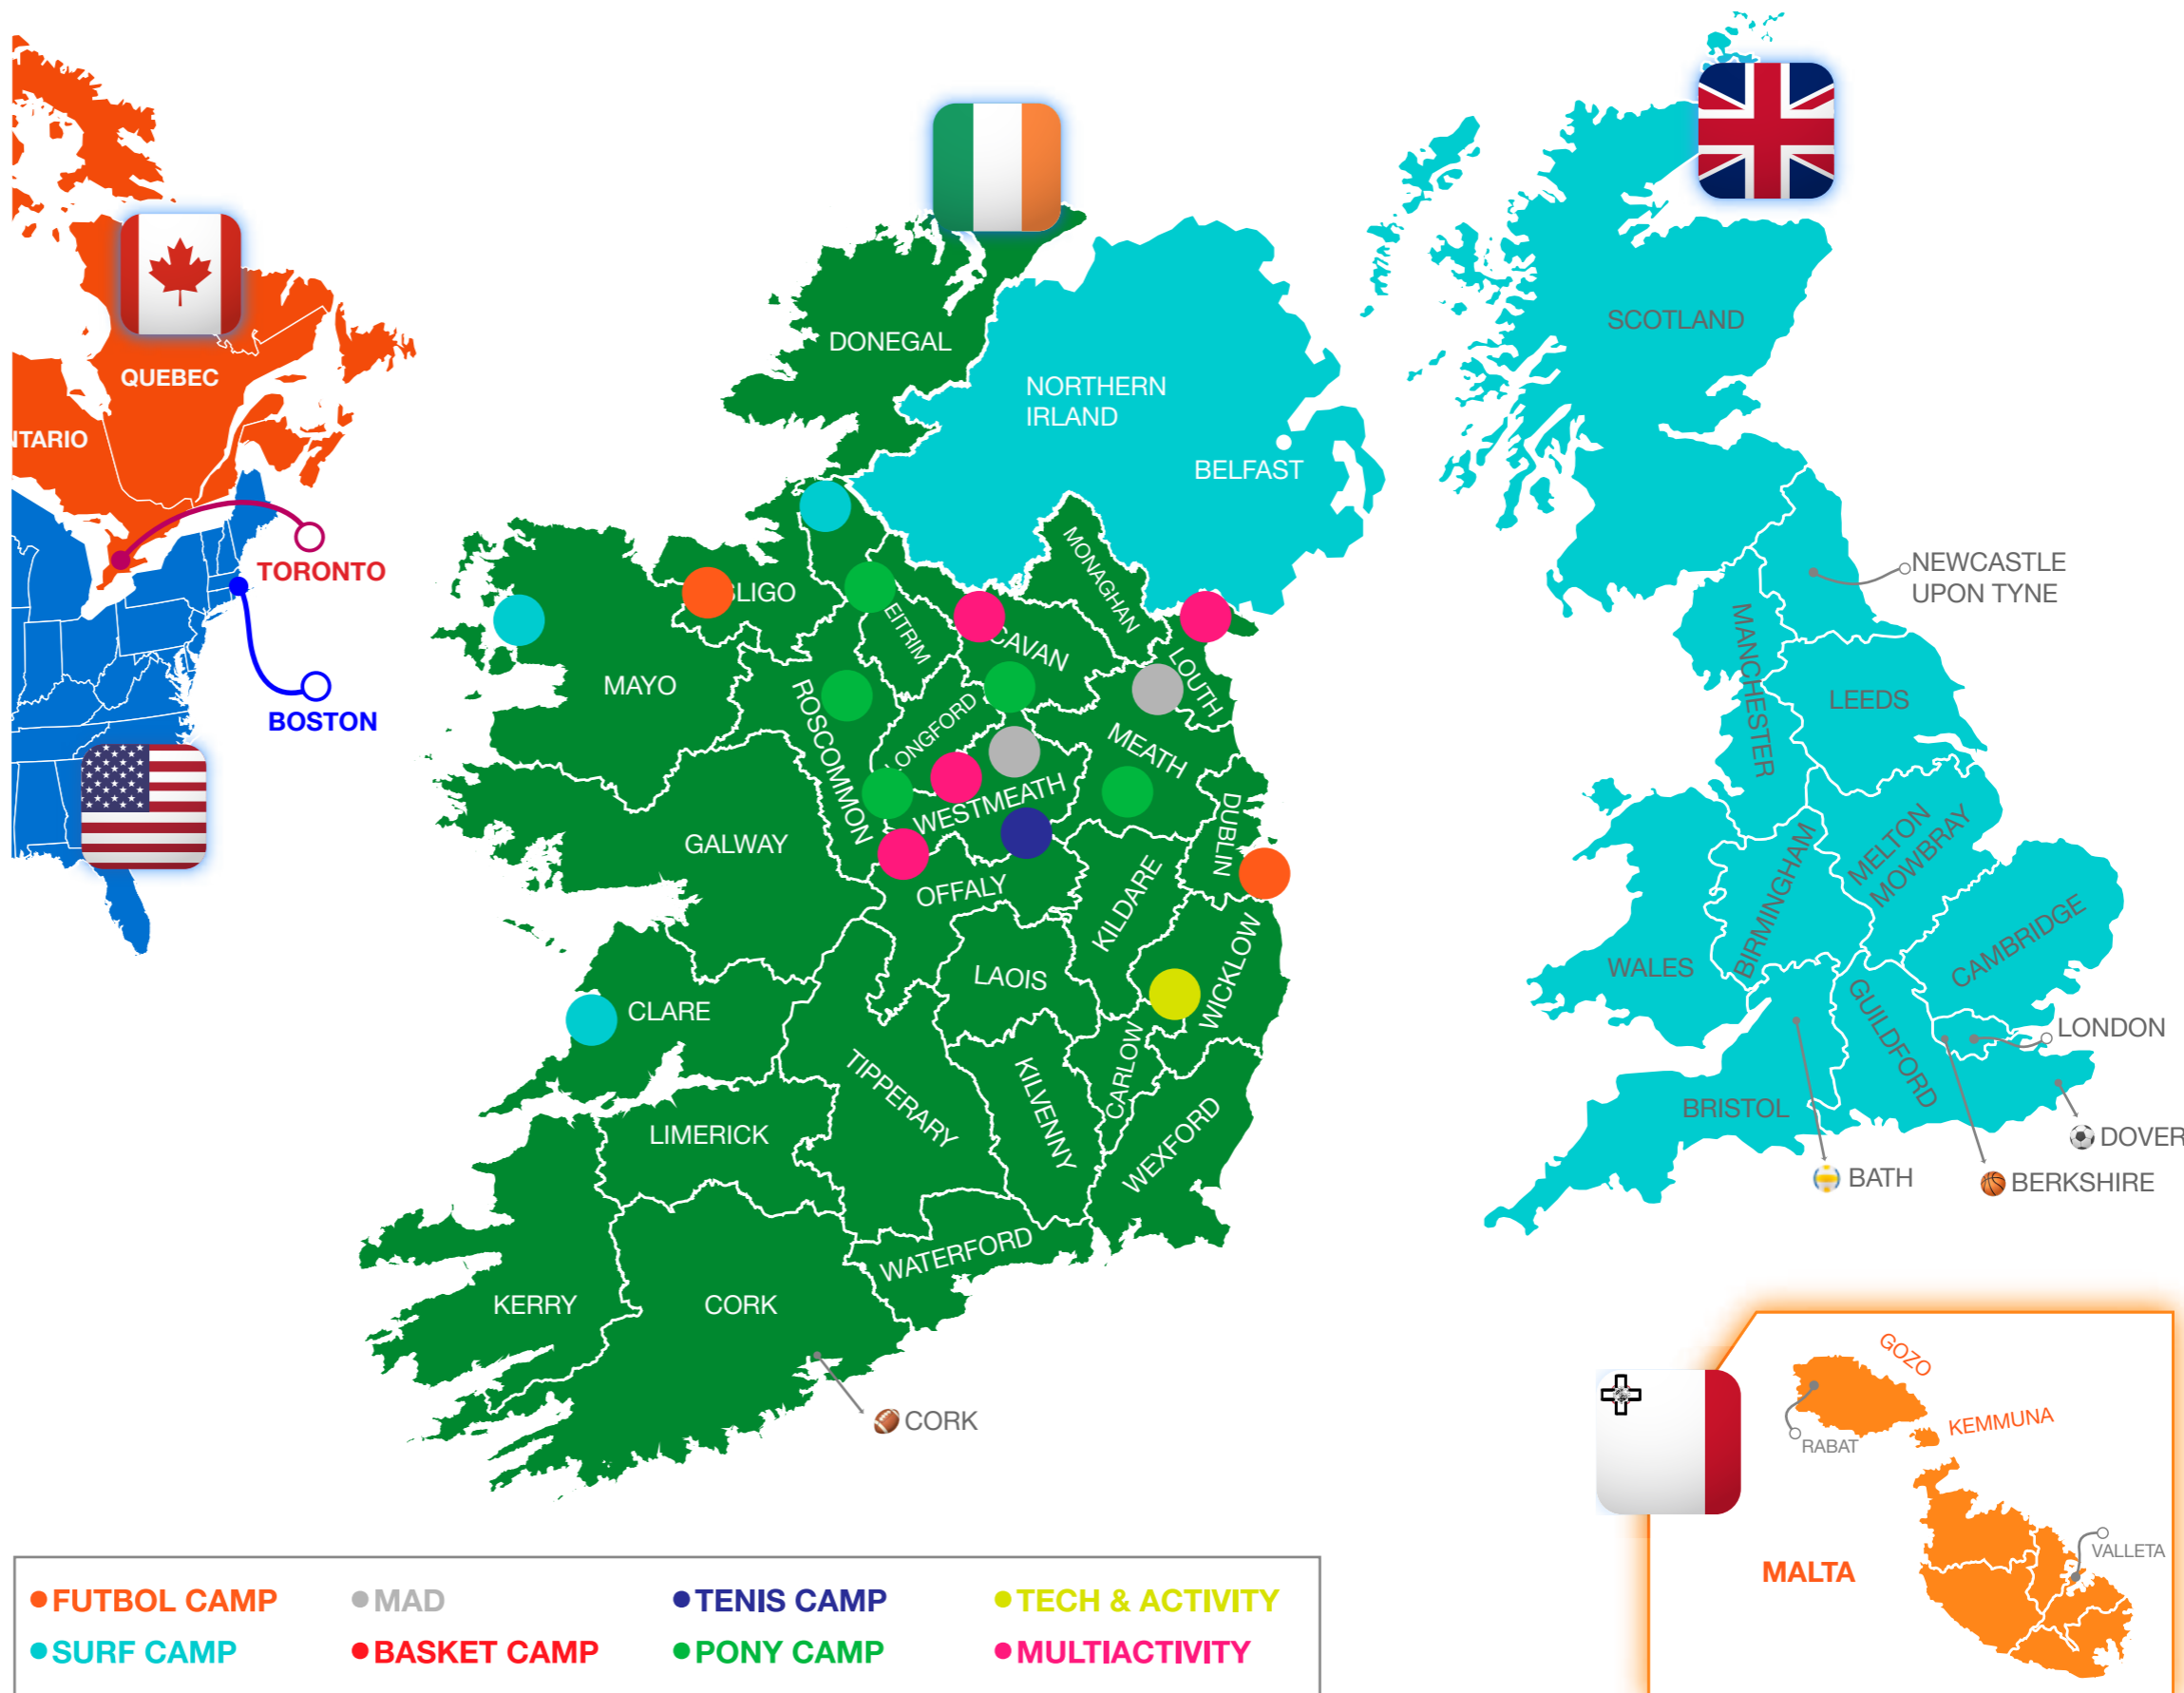 QUEBEC
NTARIO
TORONTO
BOSTON
DONEGAL
NORTHERN
IRLAND
BELFAST
MONAGHAN
SLIGO
EITRIM
CAVAN
LOUTH
MAYO
ROSCOMMON
LONGFORD
MEATH
WESTMEATH
DUBLIN
GALWAY
OFFALY
KILDARE
WICKLOW
LAOIS
CLARE
CARLOW
TIPPERARY
KILVENNY
LIMERICK
WEXFORD
WATERFORD
KERRY
CORK
CORK
SCOTLAND
NEWCASTLE
UPON TYNE
MANCHESTER
LEEDS
MELTON
MOWBRAY
BIRMINGHAM
CAMBRIDGE
WALES
GUILDFORD
LONDON
BRISTOL
DOVER
BATH
BERKSHIRE
GOZO
KEMMUNA
RABAT
VALLETA
MALTA
FUTBOL CAMP
MAD
TENIS CAMP
TECH & ACTIVITY
SURF CAMP
BASKET CAMP
PONY CAMP
MULTIACTIVITY